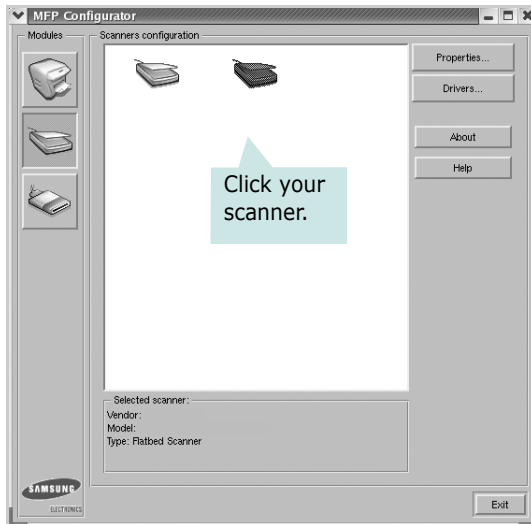 MFP Configurator
Modules
Scanners configuration
Properties...
Drivers...
About
Help
Click your
scanner.
Selected scanner:
Vendor:
Model:
Type: Flatbed Scanner
SAMSUNG
ELECTRONICS
Exit